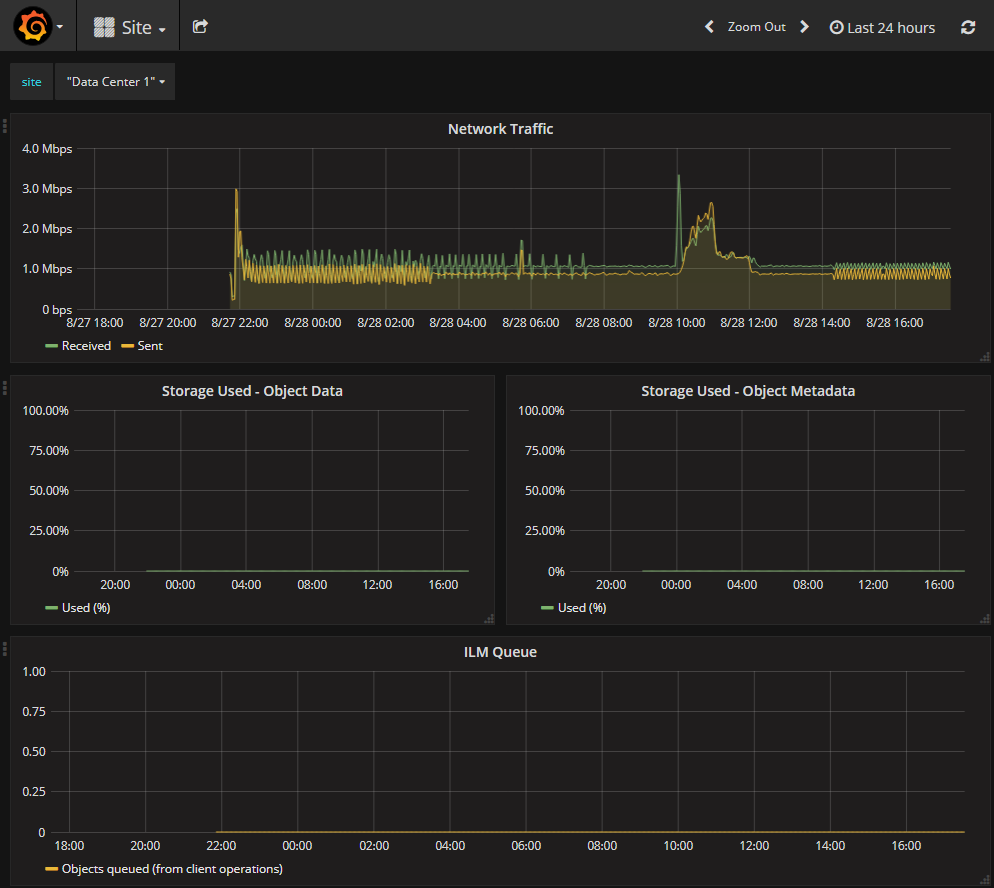 Site
Zoom Out
Last 24 hours
site
"Data Center 1"
Network Traffic
4.0 Mbps
3.0 Mbps
2.0 Mbps
1.0 Mbps
0 bps
8/27 18:00 8/27 20:00 8/27 22:00 8/28 00:00 8/28 02:00 8/28 04:00 8/28 06:00 8/28 08:00 8/28 10:00 8/28 12:00 8/28 14:00 8/28 16:00
Received Sent
Storage Used - Object Data
100.00%
75.00%
50.00%
25.00%
0%
20:00 00:00 04:00 08:00 12:00 16:00
Used (%)
Storage Used - Object Metadata
100.00%
75.00%
50.00%
25.00%
0%
20:00 00:00 04:00 08:00 12:00 16:00
Used (%)
ILM Queue
1.00
0.75
0.50
0.25
0
18:00 20:00 22:00 00:00 02:00 04:00 06:00 08:00 10:00 12:00 14:00 16:00
Objects queued (from client operations)